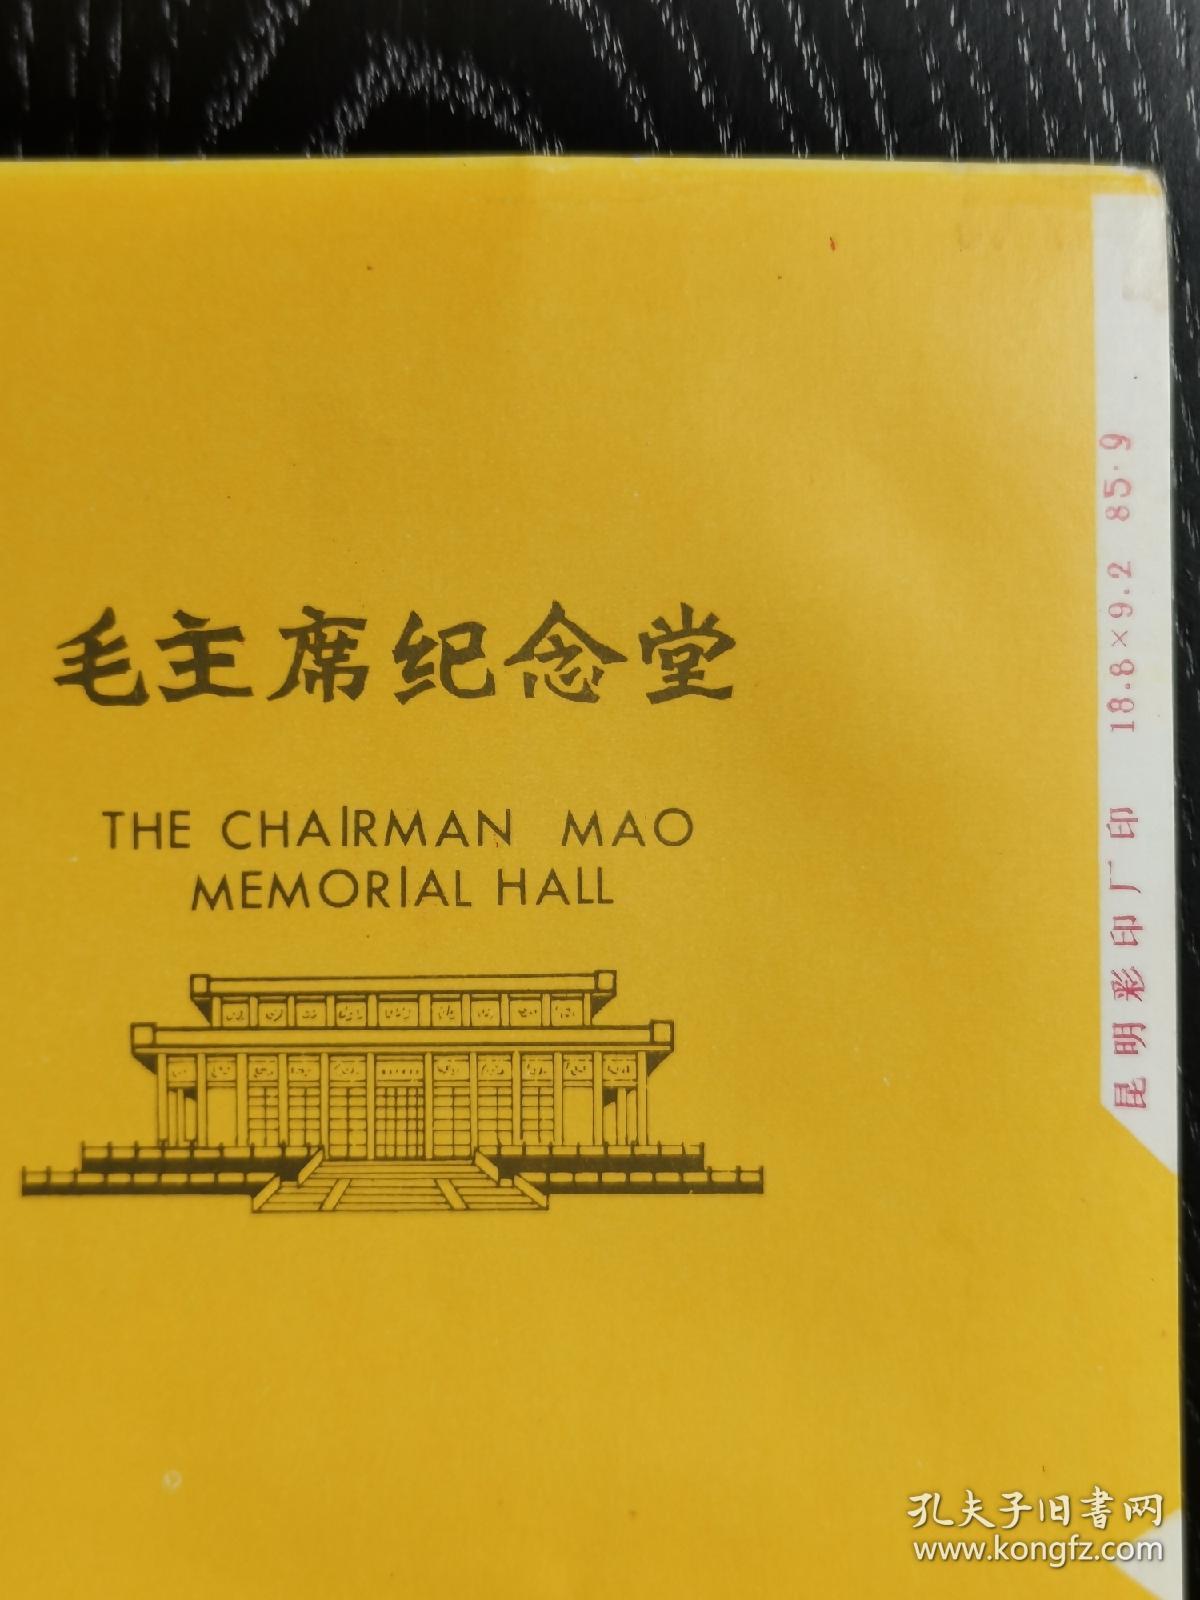 毛主席纪念堂
THE CHAIRMAN MAO
MEMORIAL HALL
昆明彩印厂印 18.8×9.2 85·9
孔夫子旧書网
www.kongfz.com